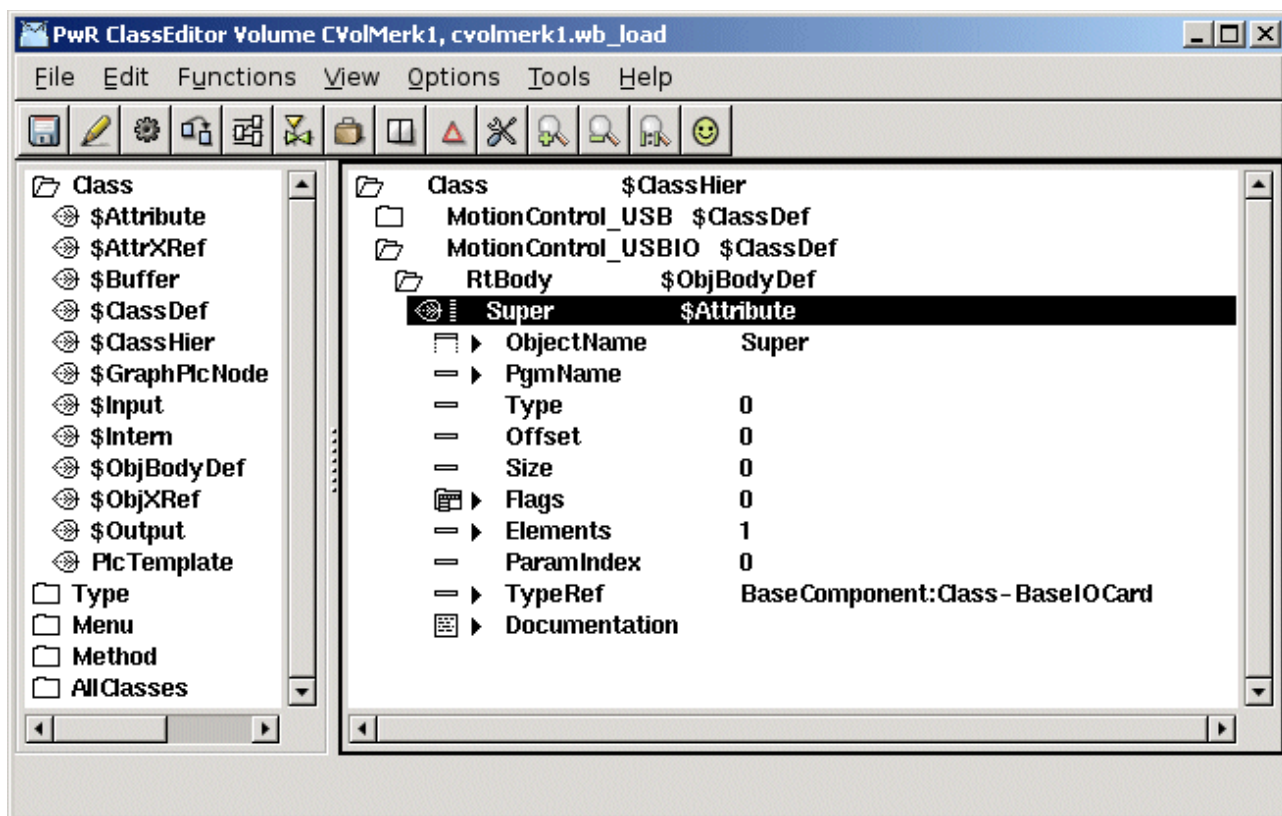 PwR ClassEditor Volume CVolMerk1, cvolmerk1.wb_load
File Edit Functions View Options Tools Help
Class
$Attribute
$AttrXRef
$Buffer
$ClassDef
$ClassHier
$GraphPlcNode
$Input
$Intern
$ObjBodyDef
$ObjXRef
$Output
PlcTemplate
Type
Menu
Method
AllClasses
Class $ClassHier
MotionControl_USB $ClassDef
MotionControl_USBIO $ClassDef
RtBody $ObjBodyDef
Super $Attribute
ObjectName Super
PgmName
Type 0
Offset 0
Size 0
Flags 0
Elements 1
ParamIndex 0
TypeRef BaseComponent:Class-BaseIOCard
Documentation